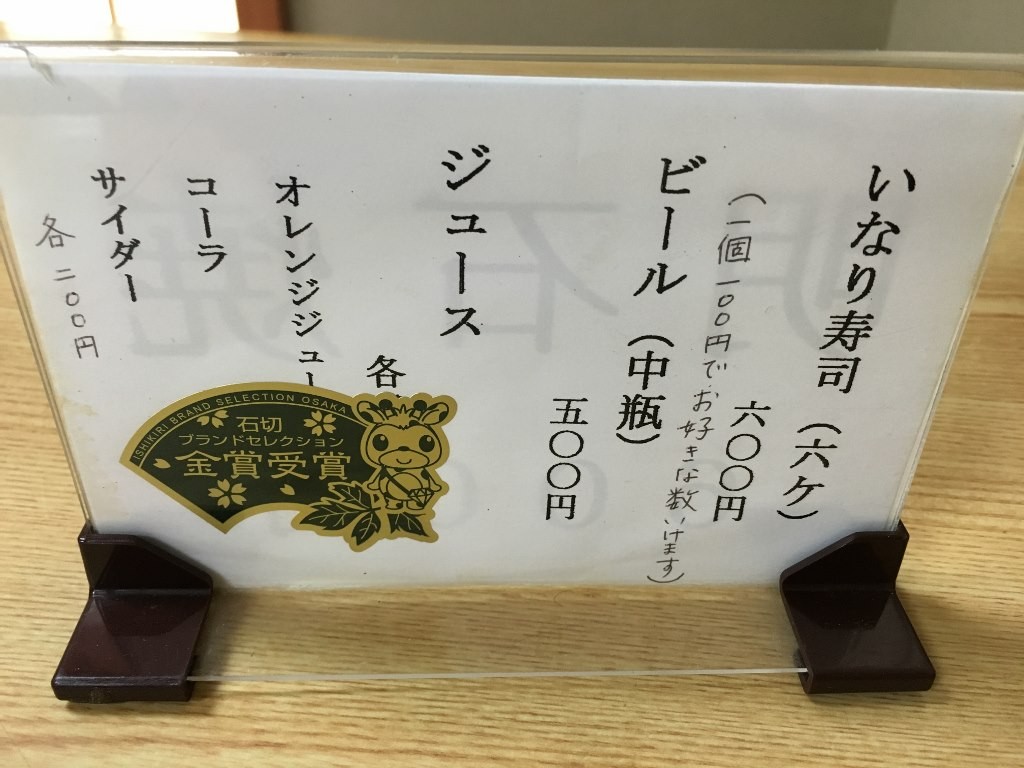 いなり寿司
（六ケ）
六〇〇円
（一個一〇〇円でお好きな数いけます）
ビール（中瓶）
五〇〇円
ジュース
各
オレンジジュー
コーラ
サイダー
各二〇〇円
ISHIKIRI BRAND SELECTION OSAKA
石切
ブランドセレクション
金賞受賞